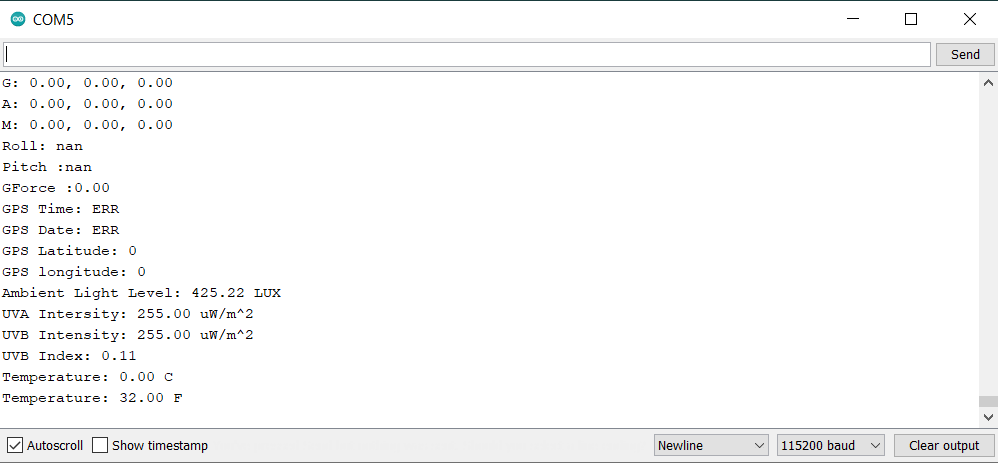 COM5
Send
G: 0.00, 0.00, 0.00
A: 0.00, 0.00, 0.00
M: 0.00, 0.00, 0.00
Roll: nan
Pitch :nan
GForce :0.00
GPS Time: ERR
GPS Date: ERR
GPS Latitude: 0
GPS longitude: 0
Ambient Light Level: 425.22 LUX
UVA Intersity: 255.00 uW/m^2
UVB Intensity: 255.00 uW/m^2
UVB Index: 0.11
Temperature: 0.00 C
Temperature: 32.00 F
Autoscroll Show timestamp Newline 115200 baud Clear output